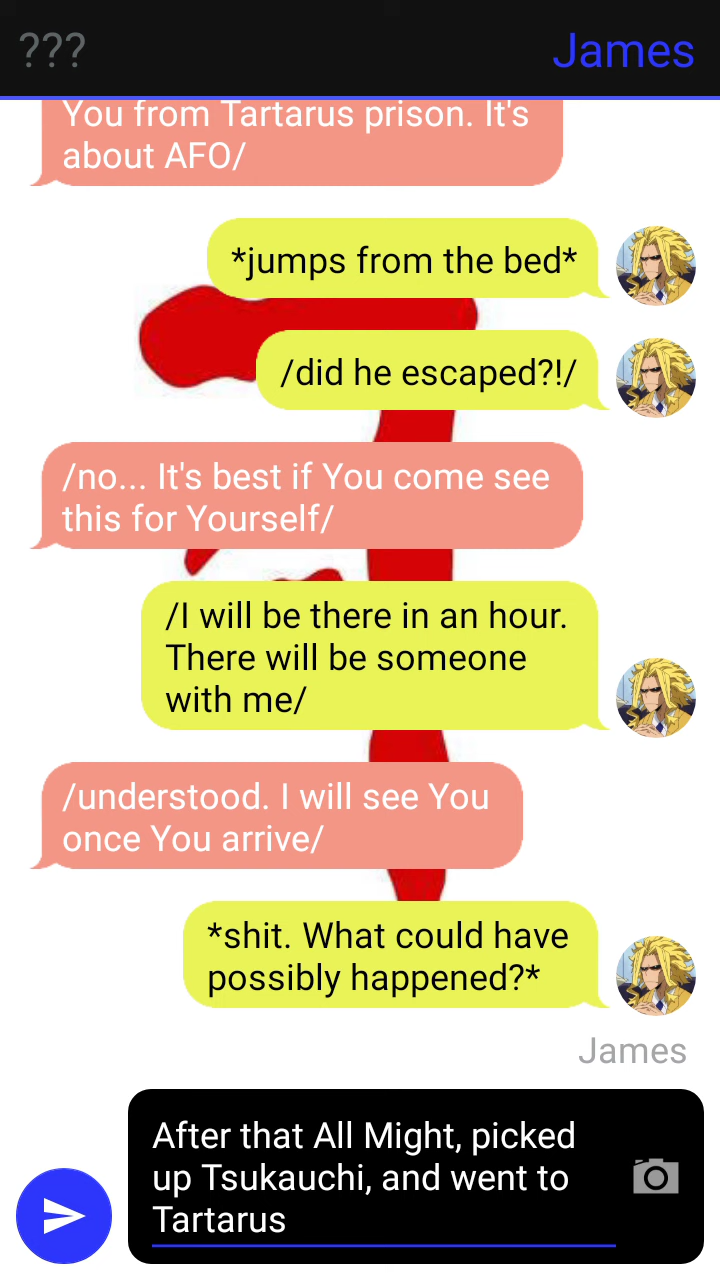 ???
James
You from Tartarus prison. It's
about AFO/
*jumps from the bed*
/did he escaped?!/
/no... It's best if You come see
this for Yourself/
/I will be there in an hour.
There will be someone
with me/
/understood. I will see You
once You arrive/
*shit. What could have
possibly happened?*
James
After that All Might, picked
up Tsukauchi, and went to
Tartarus